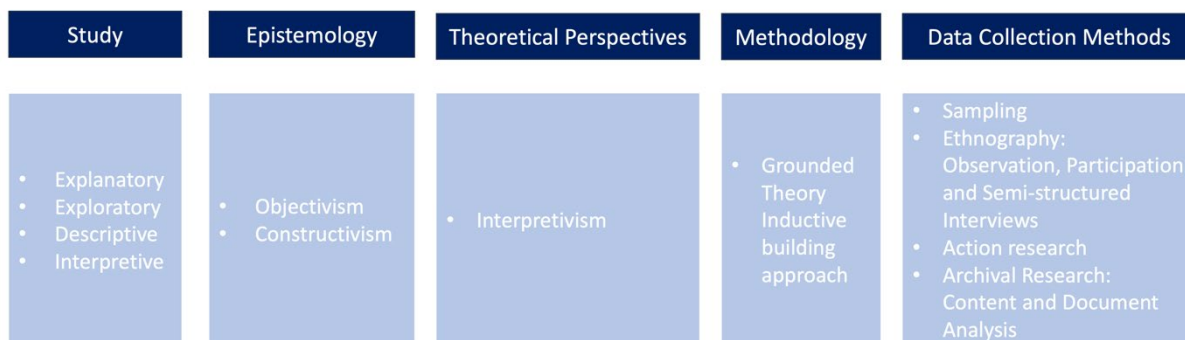 Study
Epistemology
Theoretical Perspectives
Methodology
Data Collection Methods
• Explanatory
• Exploratory
• Descriptive
• Interpretive
• Objectivism
• Constructivism
• Interpretivism
• Grounded
Theory
Inductive
building
approach
• Sampling
• Ethnography:
Observation, Participation
and Semi-structured
Interviews
• Action research
• Archival Research:
Content and Document
Analysis